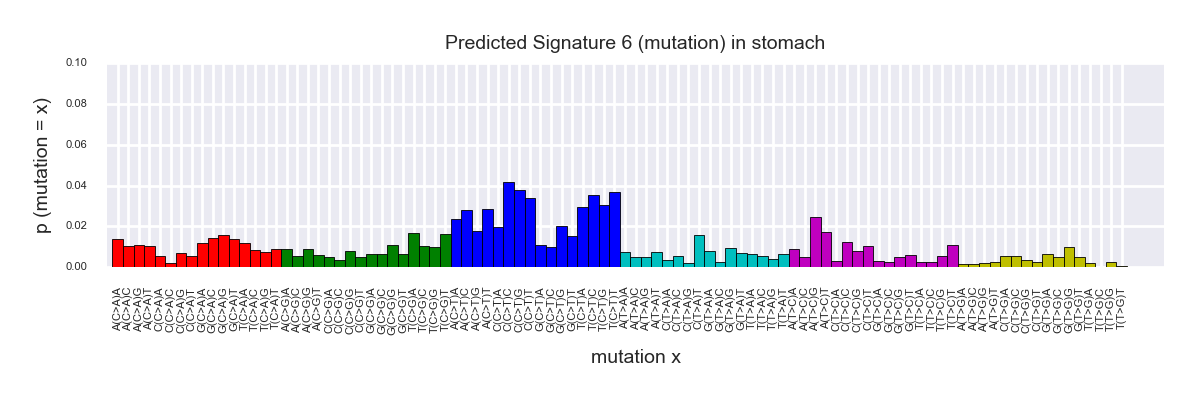 Predicted Signature 6 (mutation) in stomach
p (mutation = x)
0.10
0.08
0.06
0.04
0.02
0.00
A(C>A)A
A(C>A)C
A(C>A)G
A(C>A)T
C(C>A)A
C(C>A)C
C(C>A)G
C(C>A)T
G(C>A)A
G(C>A)C
G(C>A)G
G(C>A)T
T(C>A)A
T(C>A)C
T(C>A)G
T(C>A)T
A(C>G)A
A(C>G)C
A(C>G)G
A(C>G)T
C(C>G)A
C(C>G)C
C(C>G)G
C(C>G)T
G(C>G)A
G(C>G)C
G(C>G)G
G(C>G)T
T(C>G)A
T(C>G)C
T(C>G)G
T(C>G)T
A(C>T)A
A(C>T)C
A(C>T)G
A(C>T)T
C(C>T)A
C(C>T)C
C(C>T)G
C(C>T)T
G(C>T)A
G(C>T)C
G(C>T)G
G(C>T)T
T(C>T)A
T(C>T)C
T(C>T)G
T(C>T)T
A(T>A)A
A(T>A)C
A(T>A)G
A(T>A)T
C(T>A)A
C(T>A)C
C(T>A)G
C(T>A)T
G(T>A)A
G(T>A)C
G(T>A)G
G(T>A)T
T(T>A)A
T(T>A)C
T(T>A)G
T(T>A)T
A(T>C)A
A(T>C)C
A(T>C)G
A(T>C)T
C(T>C)A
C(T>C)C
C(T>C)G
C(T>C)T
G(T>C)A
G(T>C)C
G(T>C)G
G(T>C)T
T(T>C)A
T(T>C)C
T(T>C)G
T(T>C)T
A(T>G)A
A(T>G)C
A(T>G)G
A(T>G)T
C(T>G)A
C(T>G)C
C(T>G)G
C(T>G)T
G(T>G)A
G(T>G)C
G(T>G)G
G(T>G)T
T(T>G)A
T(T>G)C
T(T>G)G
T(T>G)T
mutation x